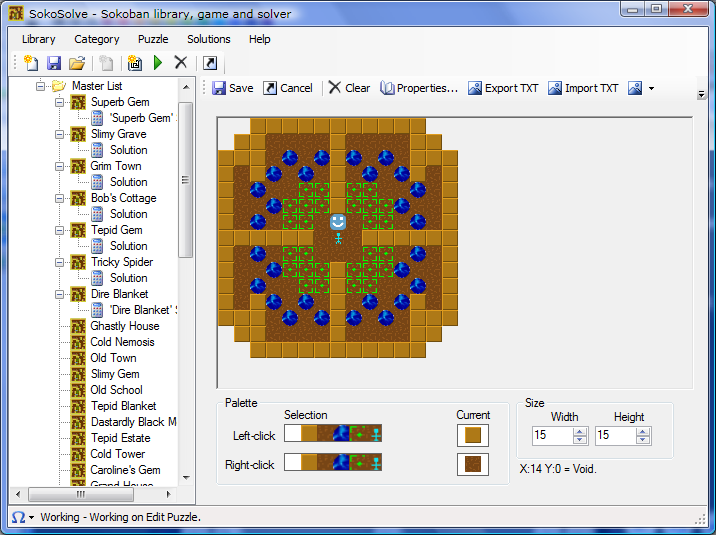 SokoSolve - Sokoban library, game and solver
Library Category Puzzle Solutions Help
Save Cancel Clear Properties... Export TXT Import TXT
Master List
Superb Gem
'Superb Gem'
Slimy Grave
Solution
Grim Town
Solution
Bob's Cottage
Solution
Tepid Gem
Solution
Tricky Spider
Solution
Dire Blanket
'Dire Blanket' S
Ghastly House
Cold Nemosis
Old Town
Slimy Gem
Old School
Tepid Blanket
Dastardly Black M
Tepid Estate
Cold Tower
Caroline's Gem
Grand House
Palette
Selection Current
Left-click
Right-click
Size
Width Height
15 15
X:14 Y:0 = Void.
Working - Working on Edit Puzzle.